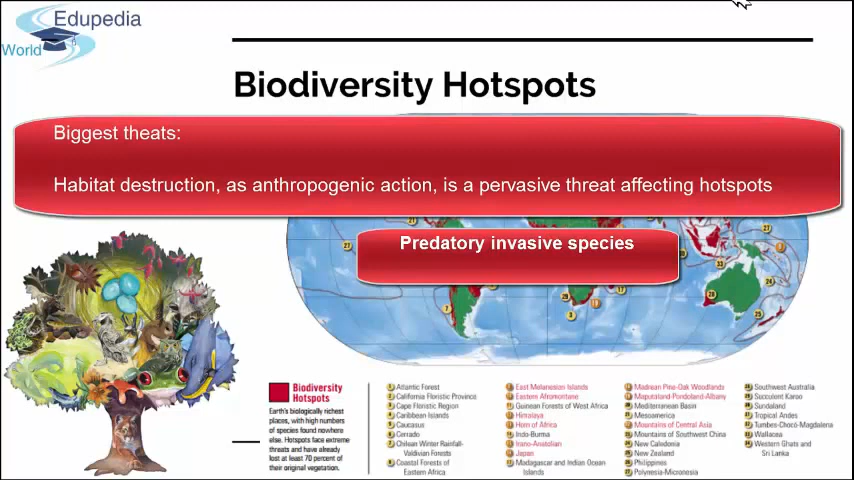 Edupedia
World
Biodiversity Hotspots
Biggest theats:
Habitat destruction, as anthropogenic action, is a pervasive threat affecting hotspots
Predatory invasive species
Biodiversity
Hotspots
Earth's biologically richest
places, with high numbers
of species found nowhere
else. Hotspots face extreme
threats and have already
lost at least 70 percent of
their original vegetation.
Atlantic Forest
California Floristic Province
Cape Floristic Region
Caribbean Islands
Caucasus
Cerrado
Chilean Winter Rainfall-
Valdivian Forests
Coastal Forests of
Eastern Africa
East Melanesian Islands
Eastern Afromontane
Guinean Forests of West Africa
Himalaya
Horn of Africa
Indo-Burma
Irano-Anatolian
Japan
Madagascar and Indian Ocean
Islands
Madrean Pine-Oak Woodlands
Maputaland-Pondoland-Albany
Mediterranean Basin
Mesoamerica
Mountains of Central Asia
Mountains of Southwest China
New Caledonia
New Zealand
Philippines
Polynesia-Micronesia
Southwest Australia
Succulent Karoo
Sundaland
Tropical Andes
Tumbes-Chocó-Magdalena
Wallacea
Western Ghats and
Sri Lanka